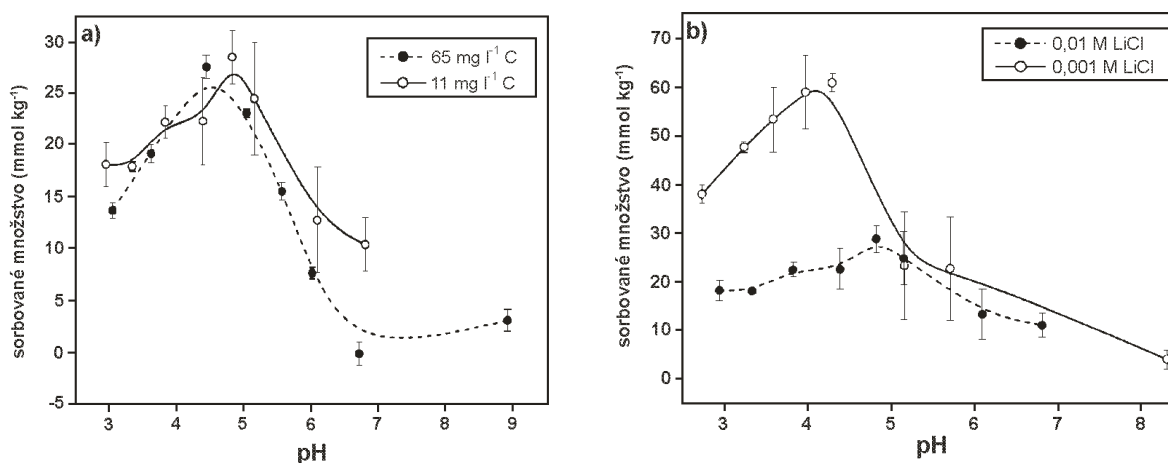 a)
65 mg l⁻¹ C
11 mg l⁻¹ C
sorbované množstvo (mmol kg⁻¹)
30
25
20
15
10
5
0
-5
3 4 5 6 7 8 9
pH
b)
0,01 M LiCl
0,001 M LiCl
sorbované množstvo (mmol kg⁻¹)
70
60
50
40
30
20
10
0
3 4 5 6 7 8
pH